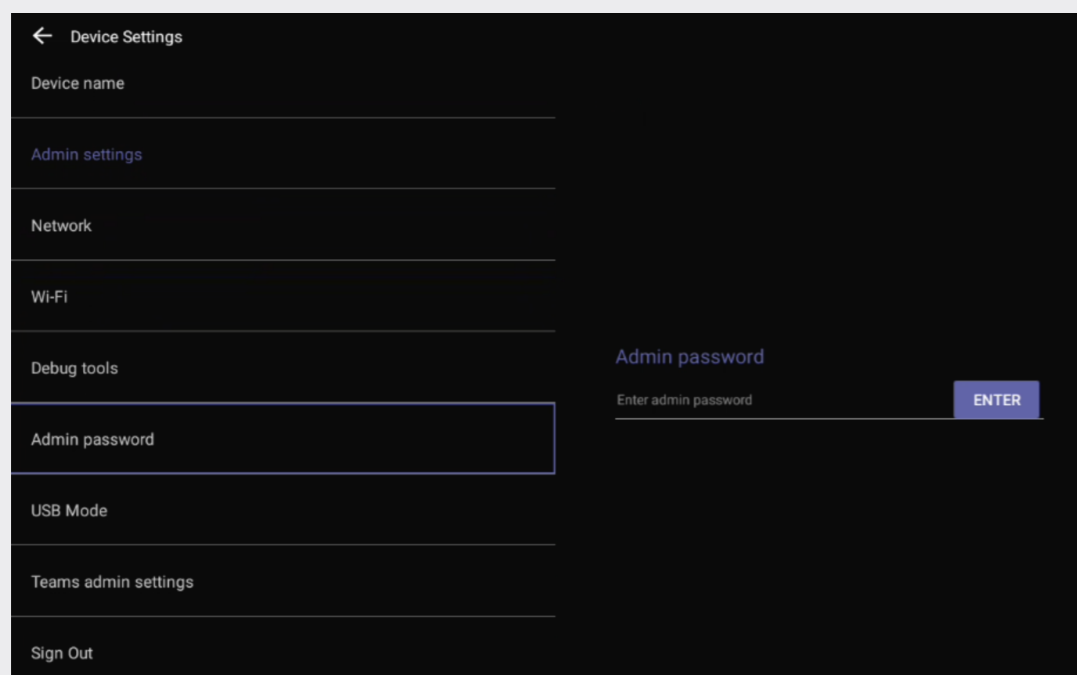 Device Settings
Device name
Admin settings
Network
Wi-Fi
Debug tools
Admin password
USB Mode
Teams admin settings
Sign Out
Admin password
Enter admin password
ENTER